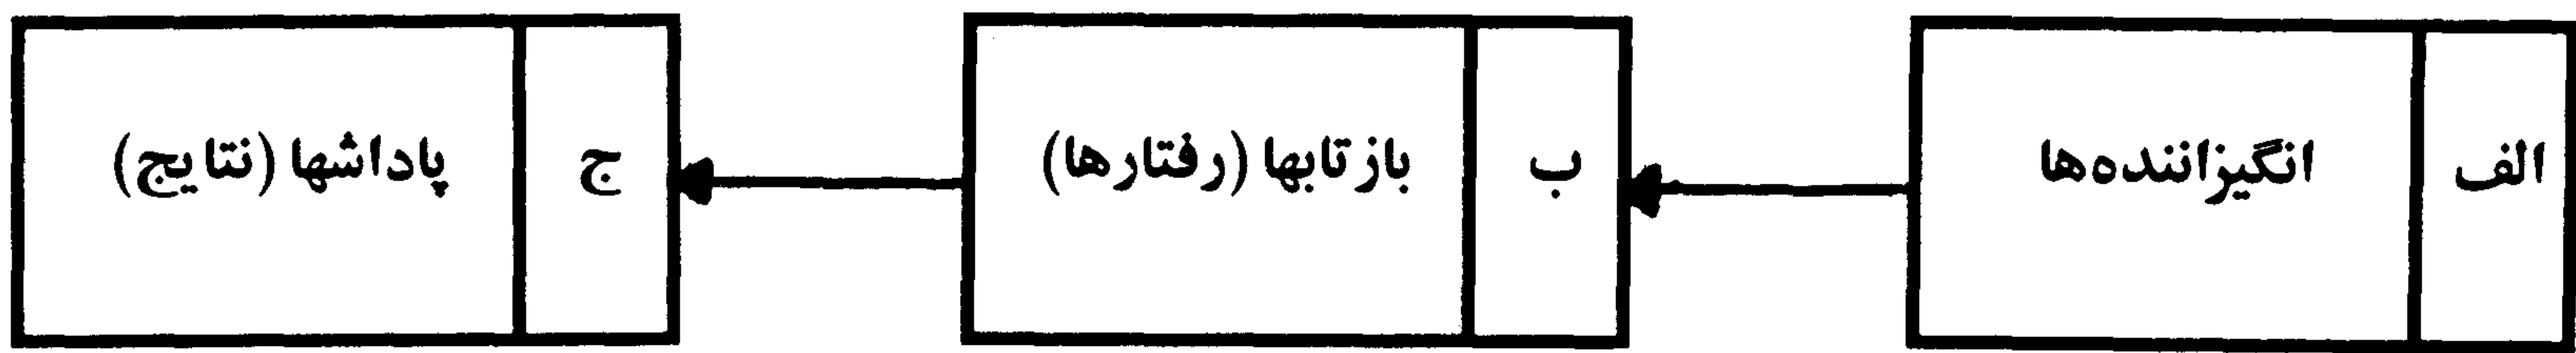 الف
انگیزاننده‌ها
ب
بازتابها (رفتارها)
ج
پاداشها (نتایج)